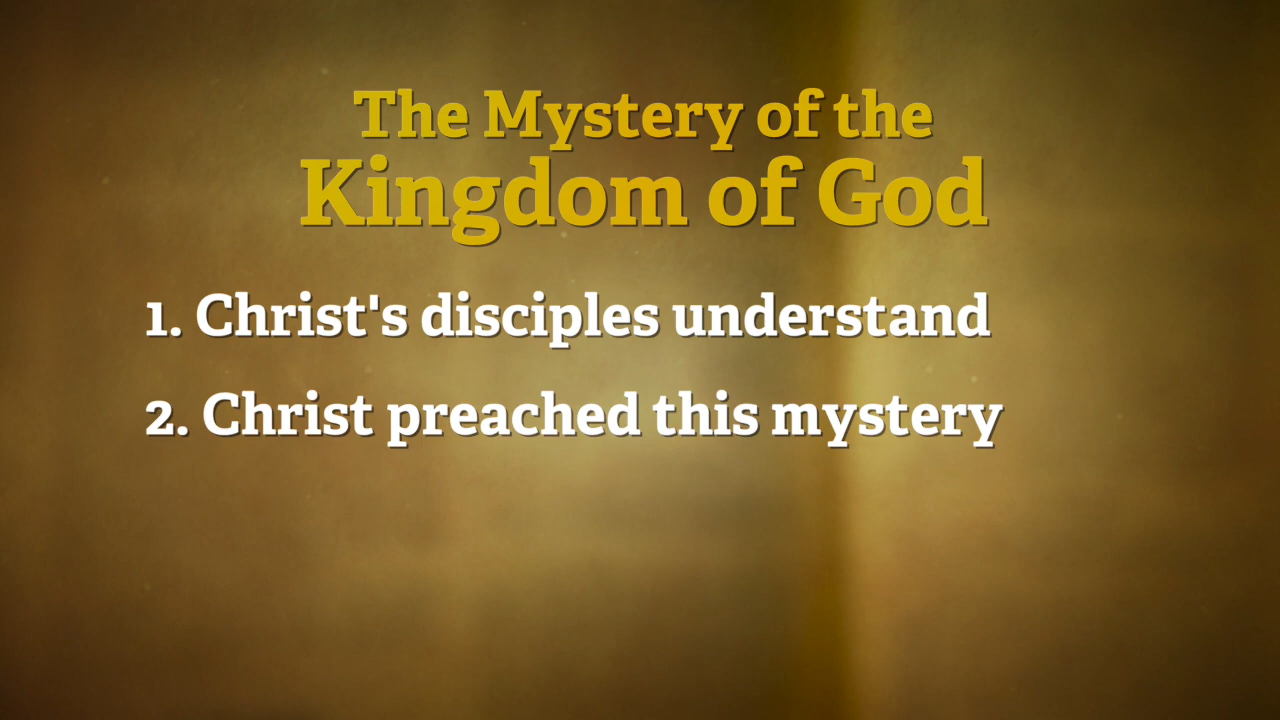 The Mystery of the
Kingdom of God
1. Christ's disciples understand
2. Christ preached this mystery